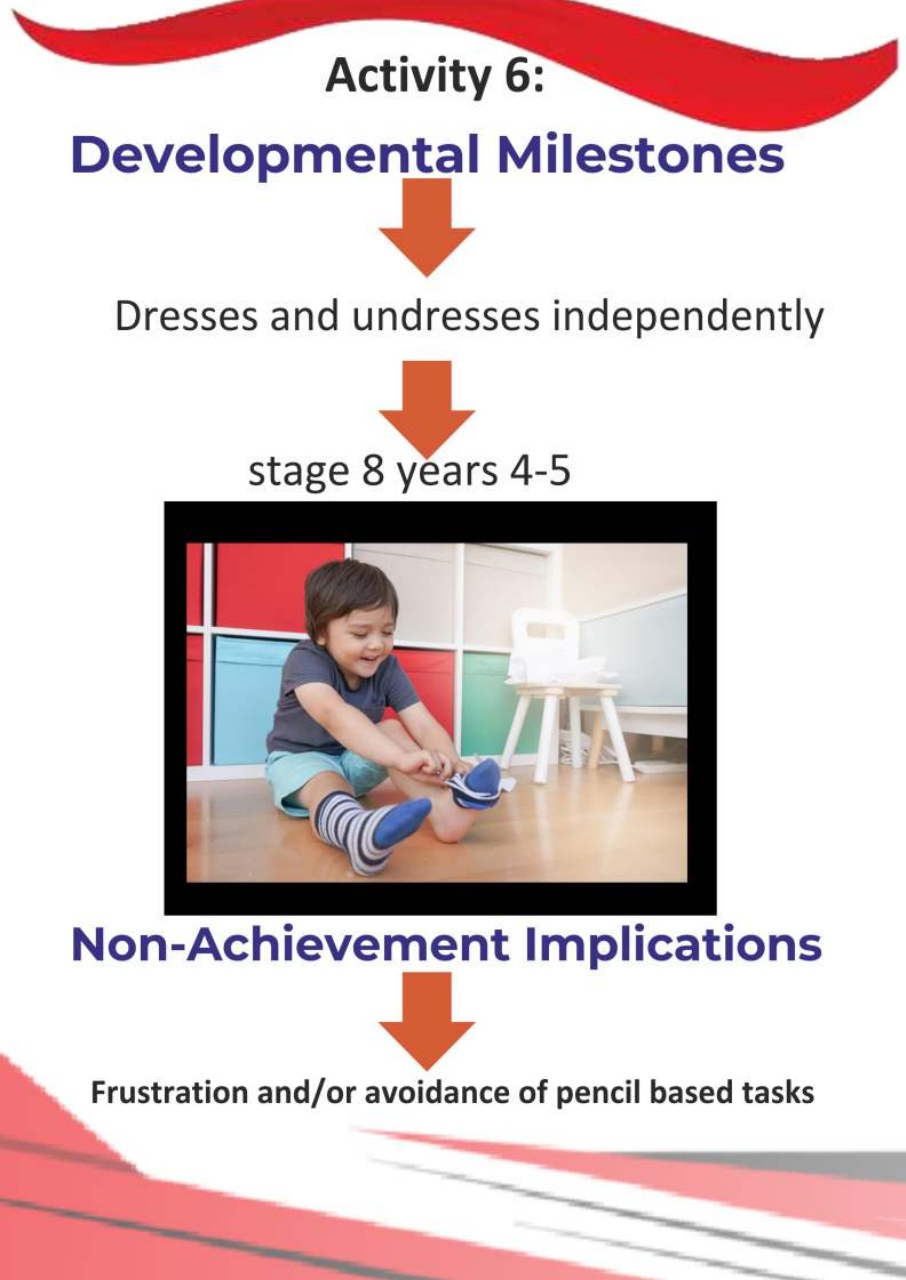 Activity 6:
Developmental Milestones
Dresses and undresses independently
stage 8 years 4-5
Non-Achievement Implications
Frustration and/or avoidance of pencil based tasks